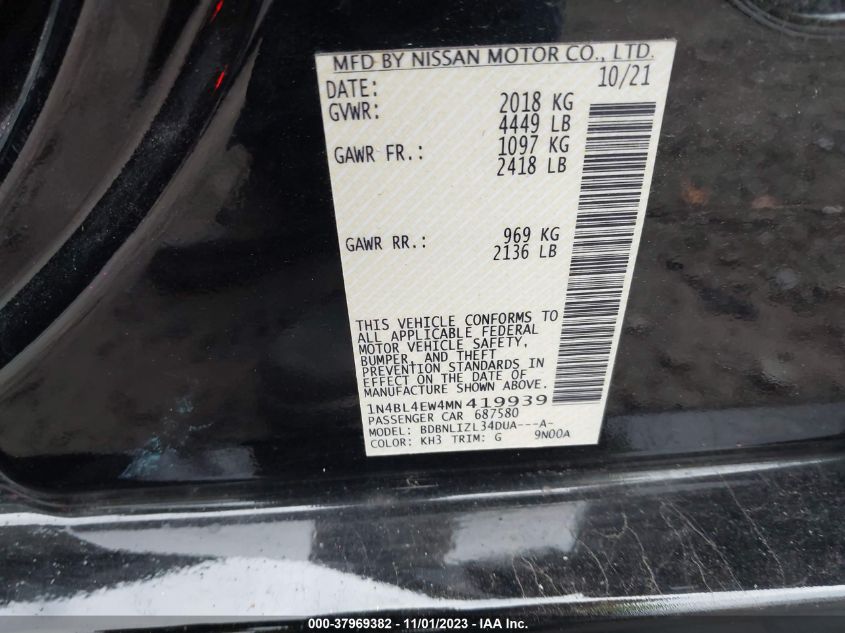 MFD BY NISSAN MOTOR CO., LTD.
DATE: 10/21
GVWR: 2018 KG
4449 LB
GAWR FR.: 1097 KG
2418 LB
GAWR RR.: 969 KG
2136 LB
THIS VEHICLE CONFORMS TO
ALL APPLICABLE FEDERAL
MOTOR VEHICLE SAFETY,
BUMPER, AND THEFT
PREVENTION STANDARDS IN
EFFECT ON THE DATE OF
MANUFACTURE SHOWN ABOVE.
1N4BL4EW4MN419939
PASSENGER CAR 687580
MODEL: BDBNLIZL34DUA---A-
COLOR: KH3 TRIM: G 9N00A
000-37969382 - 11/01/2023 - IAA Inc.